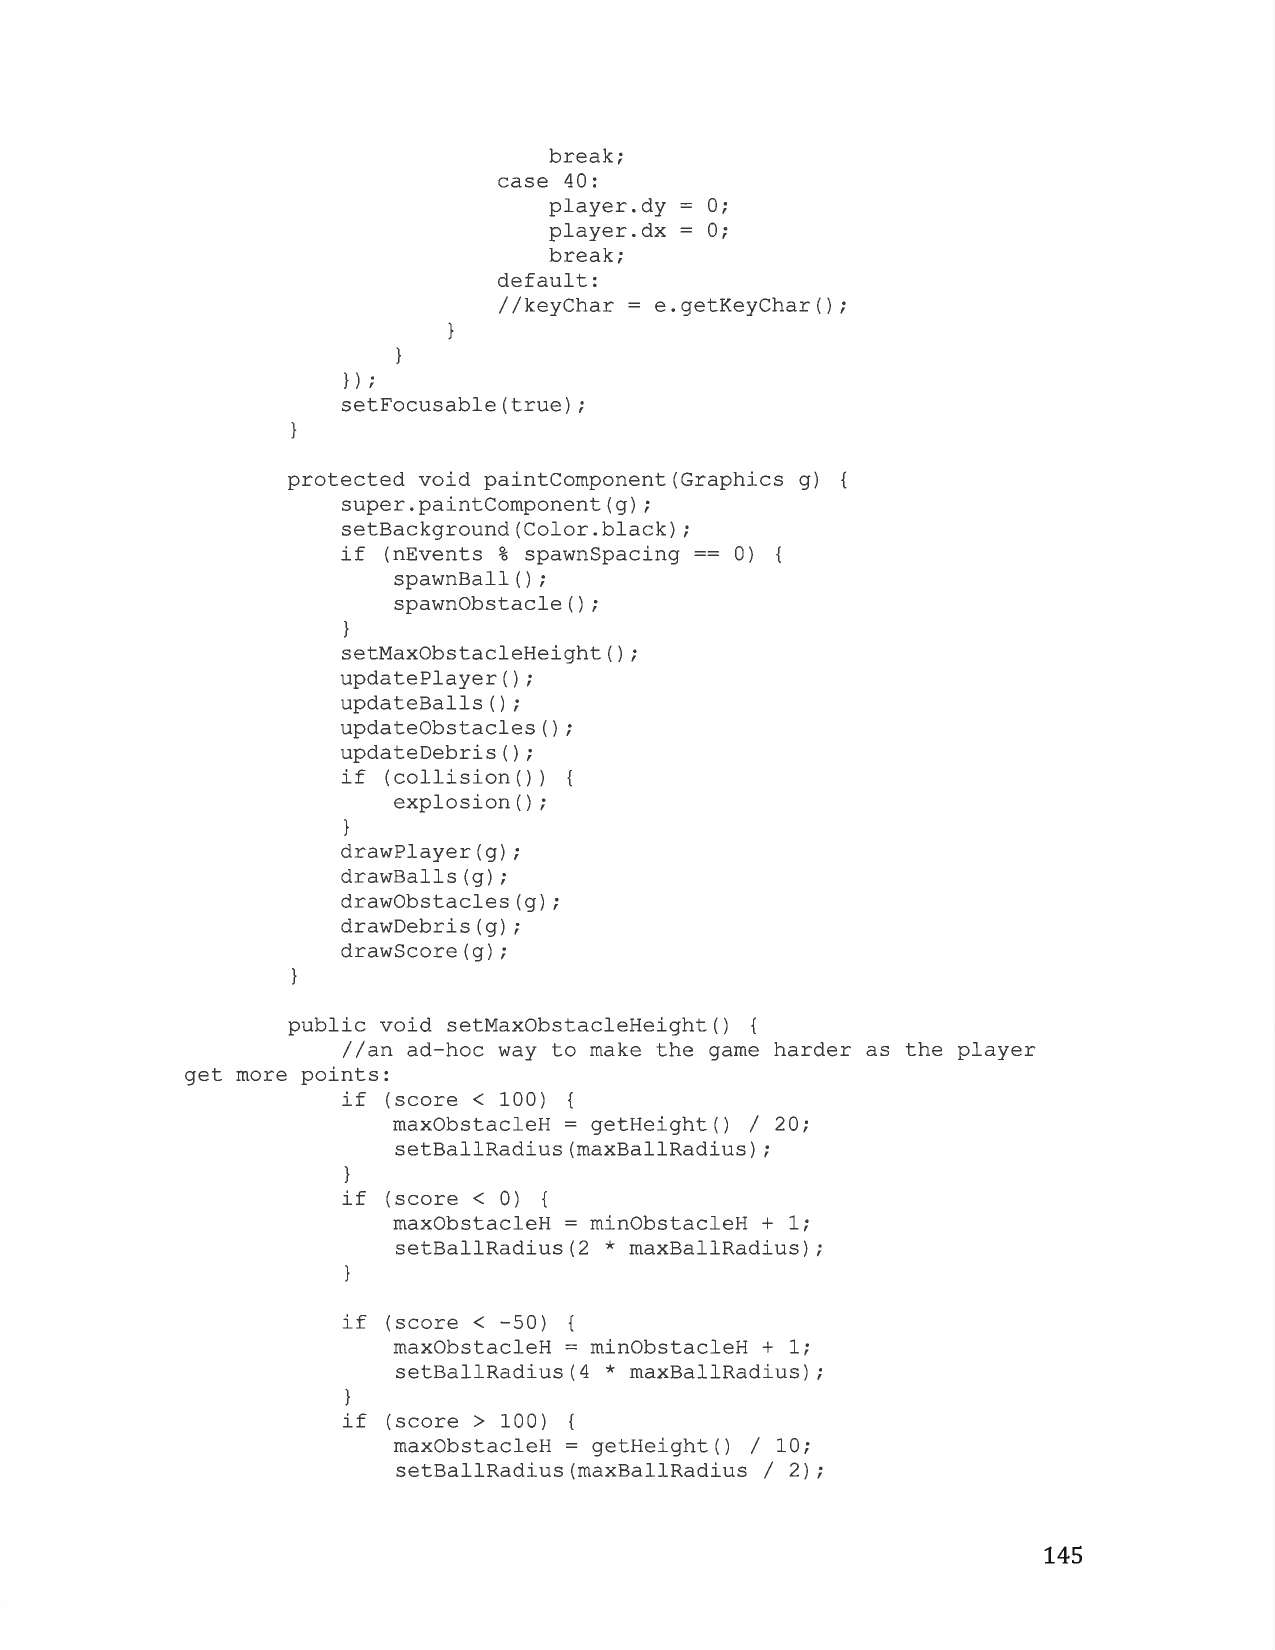 break;
case 40:
player.dy = 0;
player.dx = 0;
break;
default:
//keyChar = e.getKeyChar();
}
}
});
setFocusable(true);
}
protected void paintComponent(Graphics g) {
super.paintComponent(g);
setBackground(Color.black);
if (nEvents % spawnSpacing == 0) {
spawnBall();
spawnObstacle();
}
setMaxObstacleHeight();
updatePlayer();
updateBalls();
updateObstacles();
updateDebris();
if (collision()) {
explosion();
}
drawPlayer(g);
drawBalls(g);
drawObstacles(g);
drawDebris(g);
drawScore(g);
}
public void setMaxObstacleHeight() {
//an ad-hoc way to make the game harder as the player
get more points:
if (score < 100) {
maxObstacleH = getHeight() / 20;
setBallRadius(maxBallRadius);
}
if (score < 0) {
maxObstacleH = minObstacleH + 1;
setBallRadius(2 * maxBallRadius);
}
if (score < -50) {
maxObstacleH = minObstacleH + 1;
setBallRadius(4 * maxBallRadius);
}
if (score > 100) {
maxObstacleH = getHeight() / 10;
setBallRadius(maxBallRadius / 2);
145